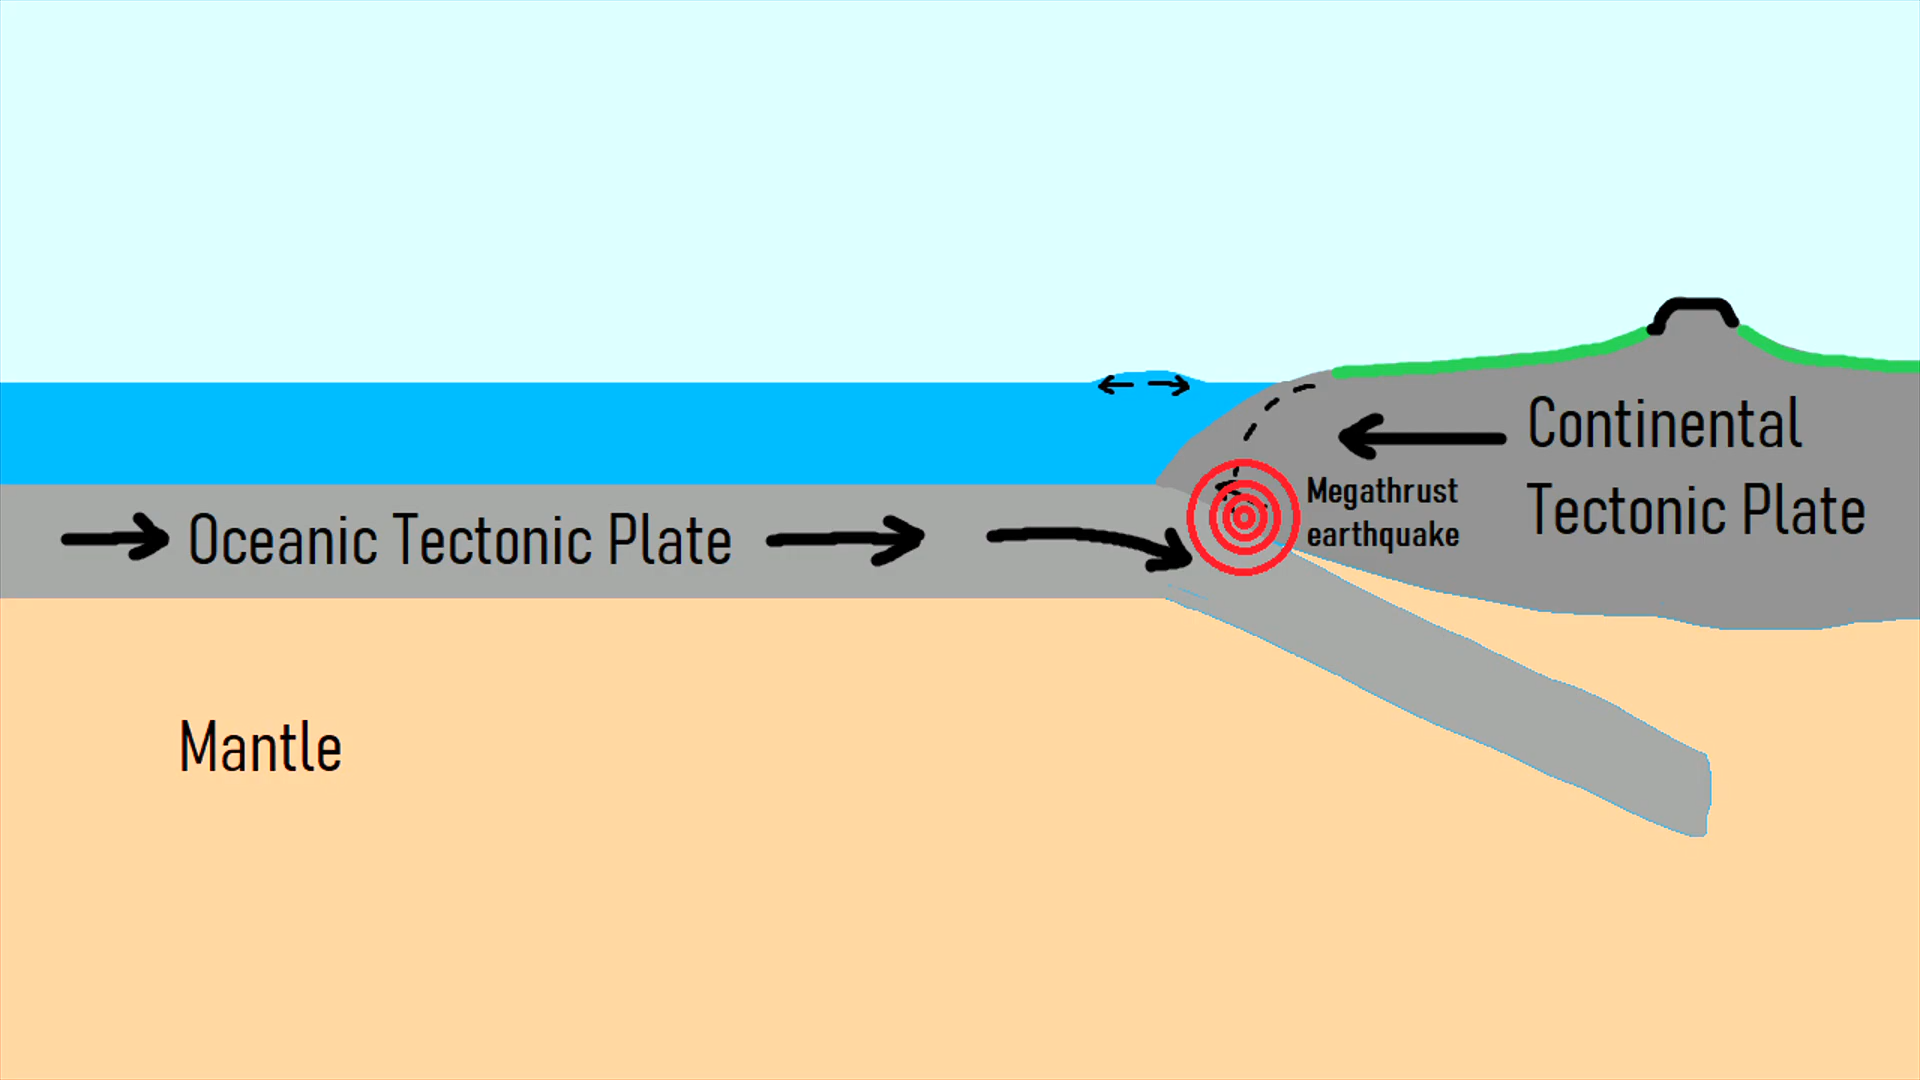 Continental
Tectonic Plate
Megathrust
earthquake
Oceanic Tectonic Plate
Mantle